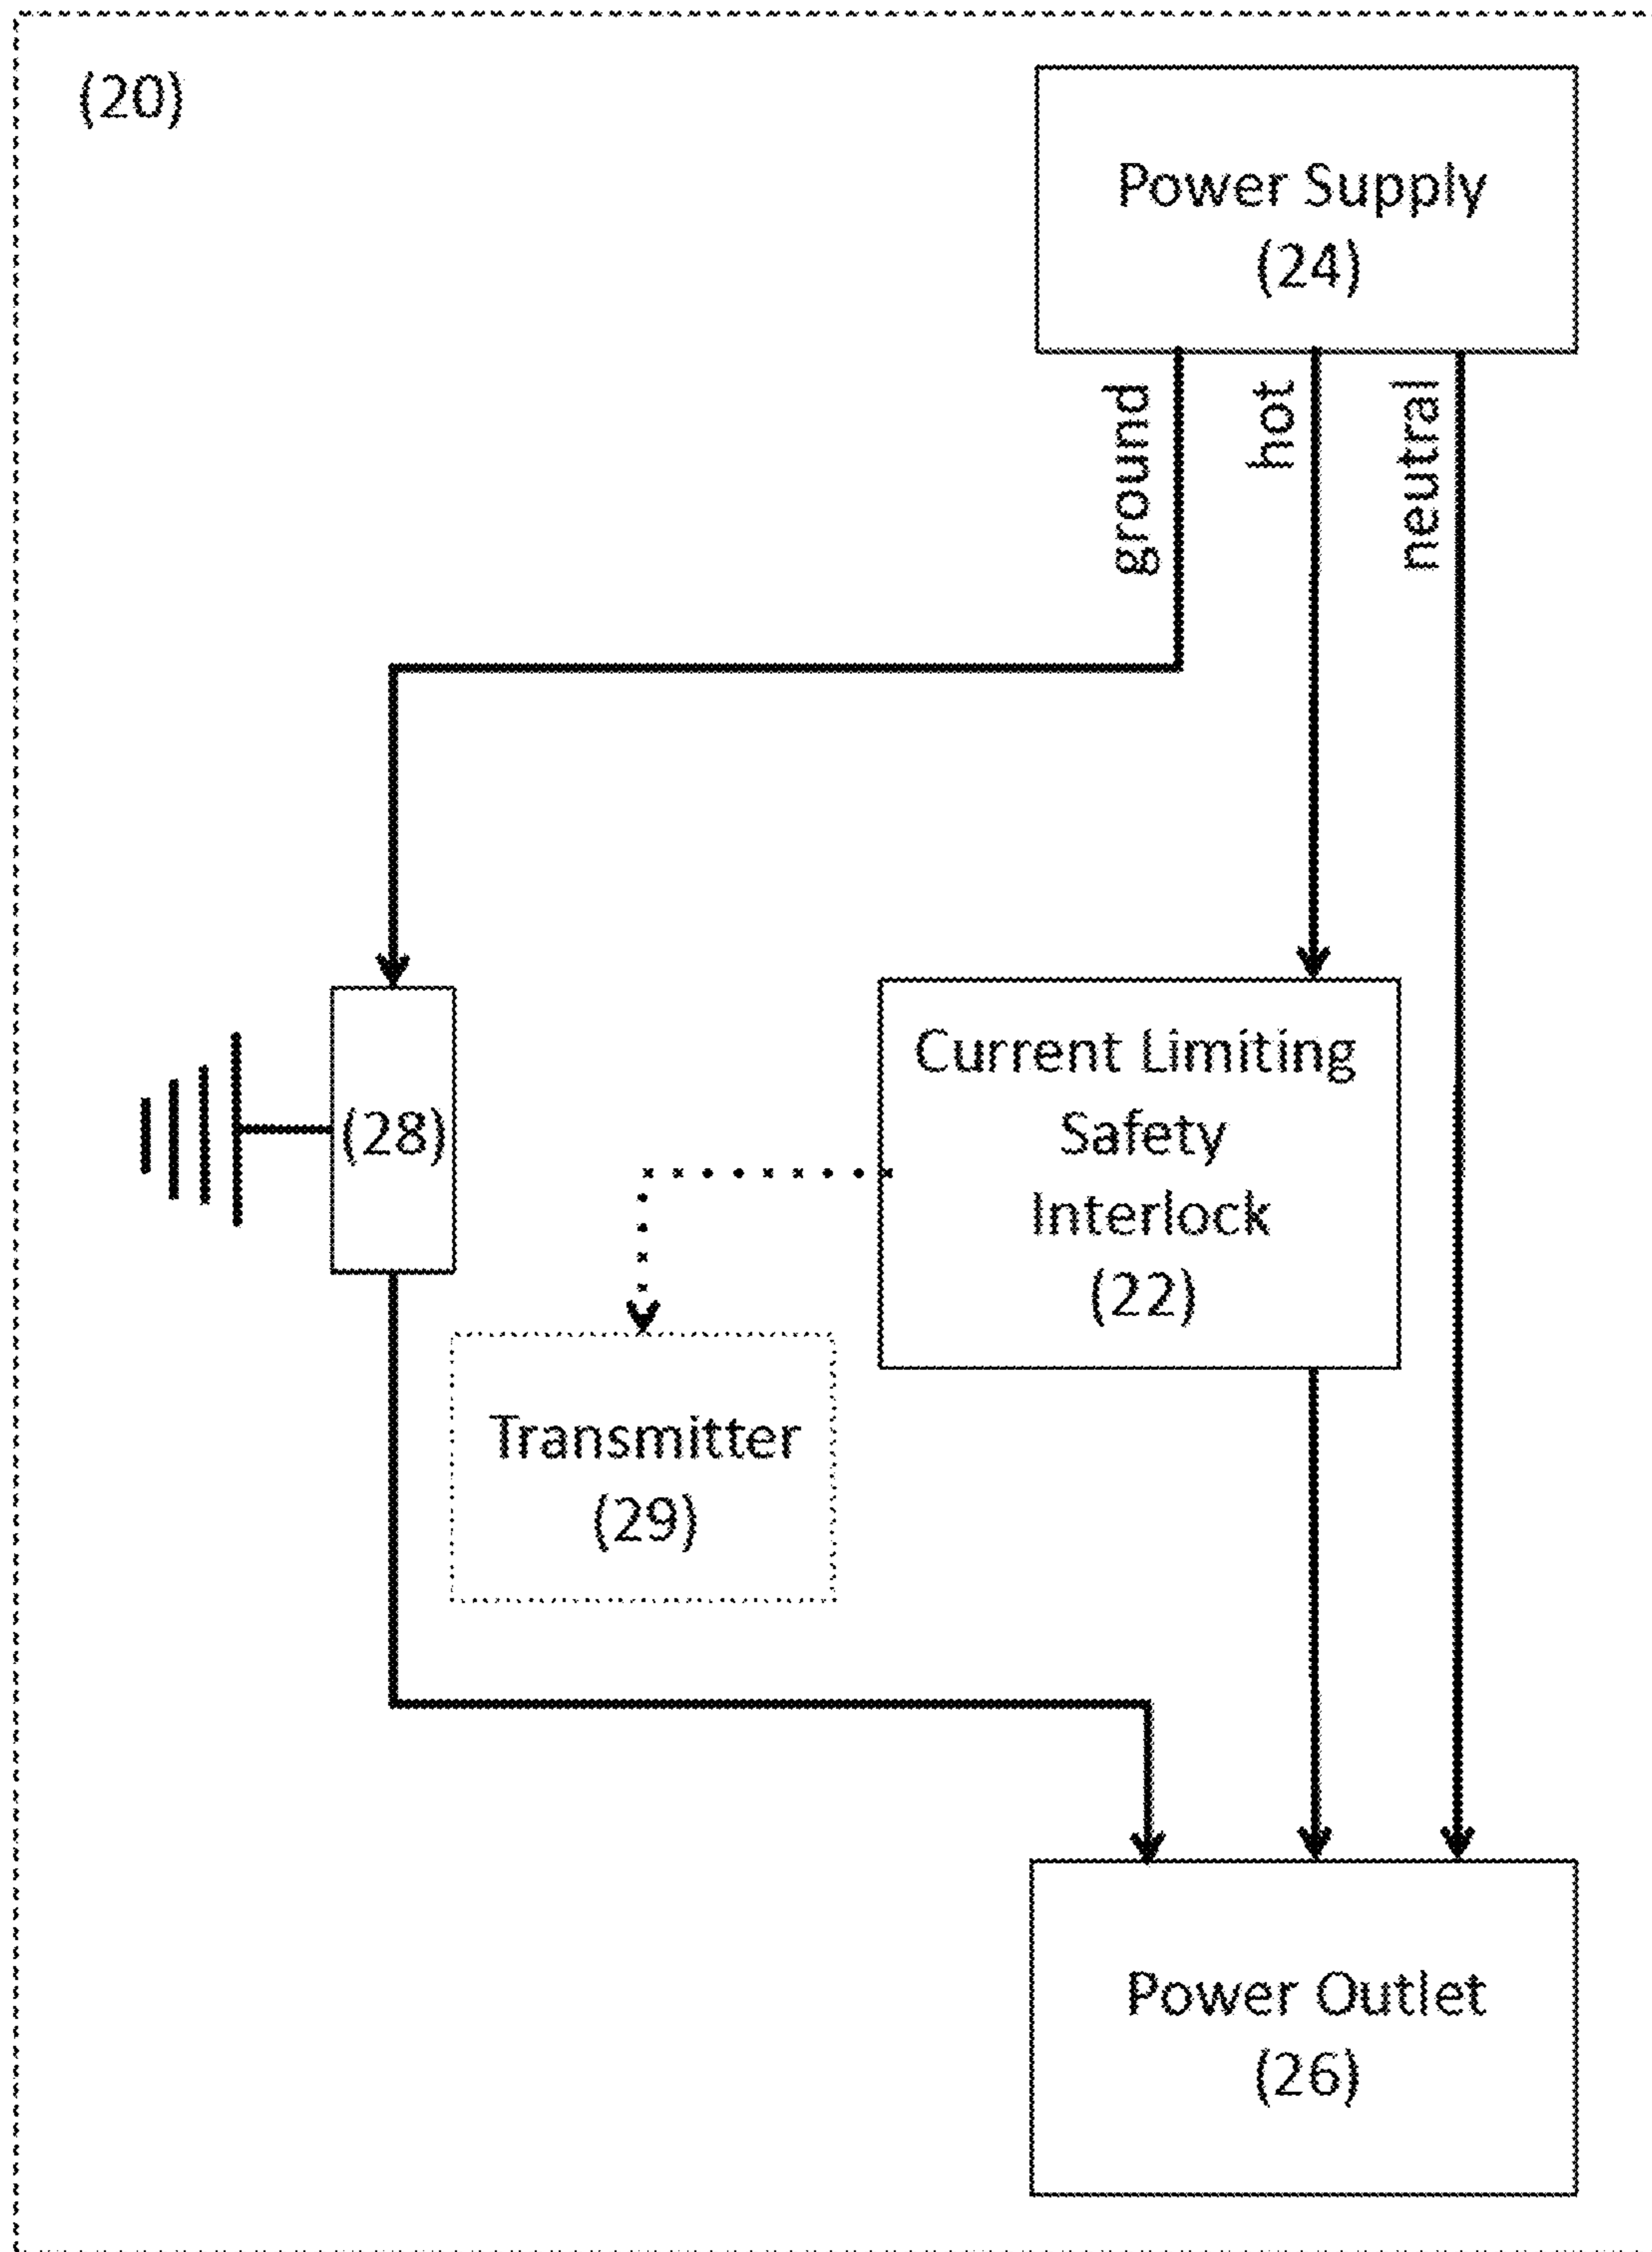 (20)
Power Supply
(24)
ground
hot
neutral
Current Limiting
Safety
Interlock
(22)
(28)
Transmitter
(29)
Power Outlet
(26)